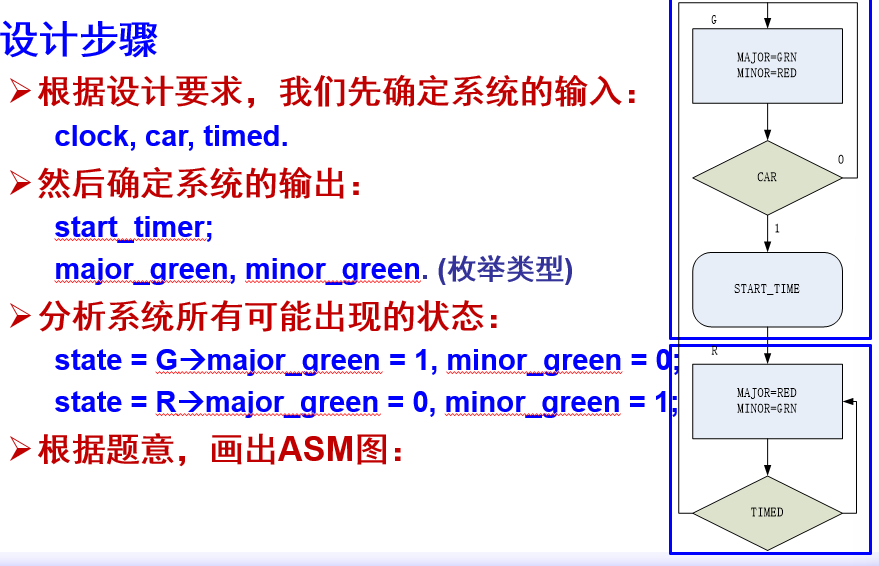 设计步骤
➢根据设计要求，我们先确定系统的输入：
clock, car, timed.
➢然后确定系统的输出：
start_timer;
major_green, minor_green. (枚举类型)
➢分析系统所有可能出现的状态：
state = G→major_green = 1, minor_green = 0;
state = R→major_green = 0, minor_green = 1;
➢根据题意，画出ASM图：
G
MAJOR=GRN
MINOR=RED
CAR
0
1
START_TIME
R
MAJOR=RED
MINOR=GRN
TIMED